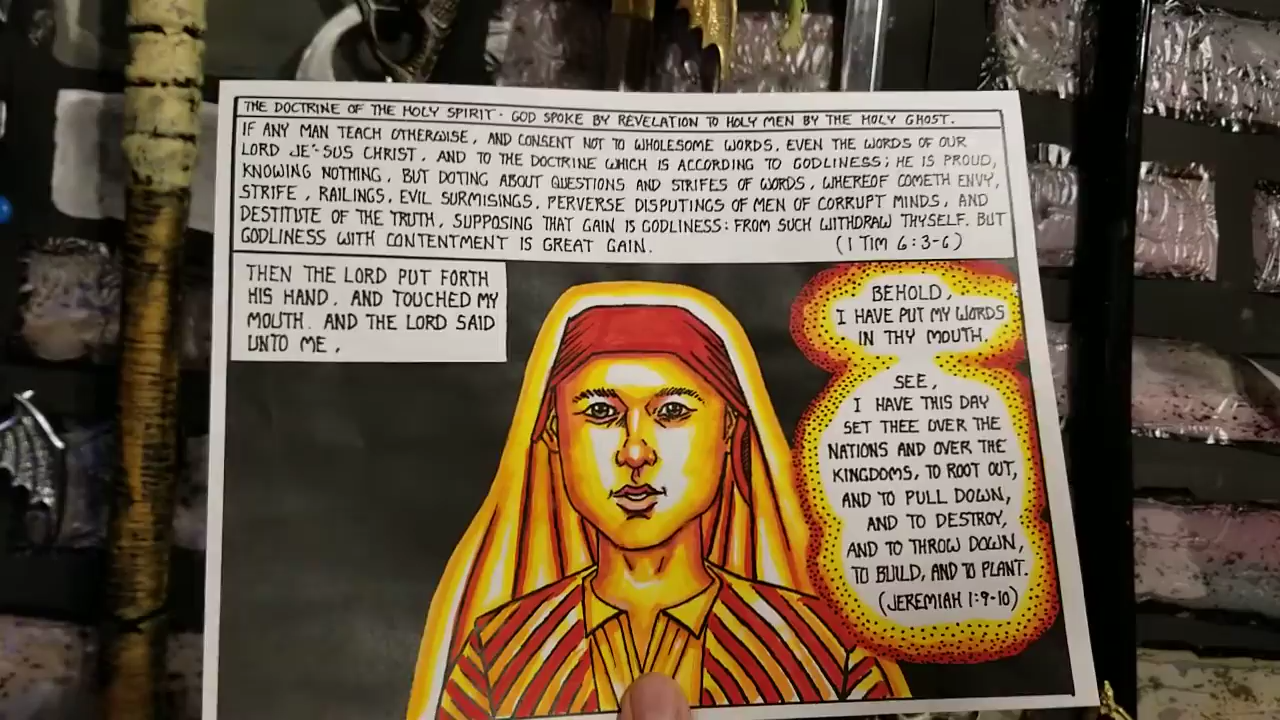 THE DOCTRINE OF THE HOLY SPIRIT · GOD SPOKE BY REVELATION TO HOLY MEN BY THE HOLY GHOST.
IF ANY MAN TEACH OTHERWISE, AND CONSENT NOT TO WHOLESOME WORDS, EVEN THE WORDS OF OUR
LORD JE'-SUS CHRIST, AND TO THE DOCTRINE WHICH IS ACCORDING TO GODLINESS; HE IS PROUD,
KNOWING NOTHING, BUT DOTING ABOUT QUESTIONS AND STRIFES OF WORDS, WHEREOF COMETH ENVY,
STRIFE, RAILINGS, EVIL SURMISINGS, PERVERSE DISPUTINGS OF MEN OF CORRUPT MINDS, AND
DESTITUTE OF THE TRUTH, SUPPOSING THAT GAIN IS GODLINESS: FROM SUCH WITHDRAW THYSELF. BUT
GODLINESS WITH CONTENTMENT IS GREAT GAIN. (1 TIM 6:3-6)
THEN THE LORD PUT FORTH
HIS HAND, AND TOUCHED MY
MOUTH. AND THE LORD SAID
UNTO ME,
BEHOLD,
I HAVE PUT MY WORDS
IN THY MOUTH.
SEE,
I HAVE THIS DAY
SET THEE OVER THE
NATIONS AND OVER THE
KINGDOMS, TO ROOT OUT,
AND TO PULL DOWN,
AND TO DESTROY,
AND TO THROW DOWN,
TO BUILD, AND TO PLANT.
(JEREMIAH 1:9-10)